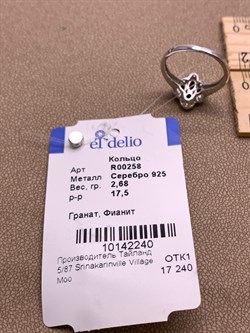 el delio
Кольцо
Арт R00258
Металл Серебро 925
Вес, гр. 2,68
р-р 17,5
Гранат, Фианит
10142240
Производитель Тайланд
5/87 Srinakarinville Village
Moo
ОТК1
17 240